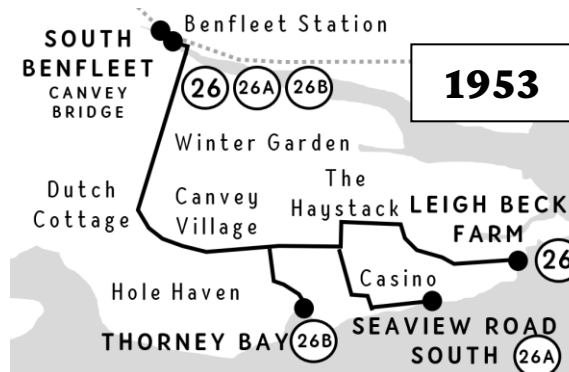 Benfleet Station
SOUTH
BENFLEET
CANVEY
BRIDGE
1953
26 26A 26B
Winter Garden
The
Haystack
Dutch
Cottage
Canvey
Village
LEIGH BECK
FARM
26
Casino
Hole Haven
THORNEY BAY 26B
SEAVIEW ROAD
SOUTH 26A